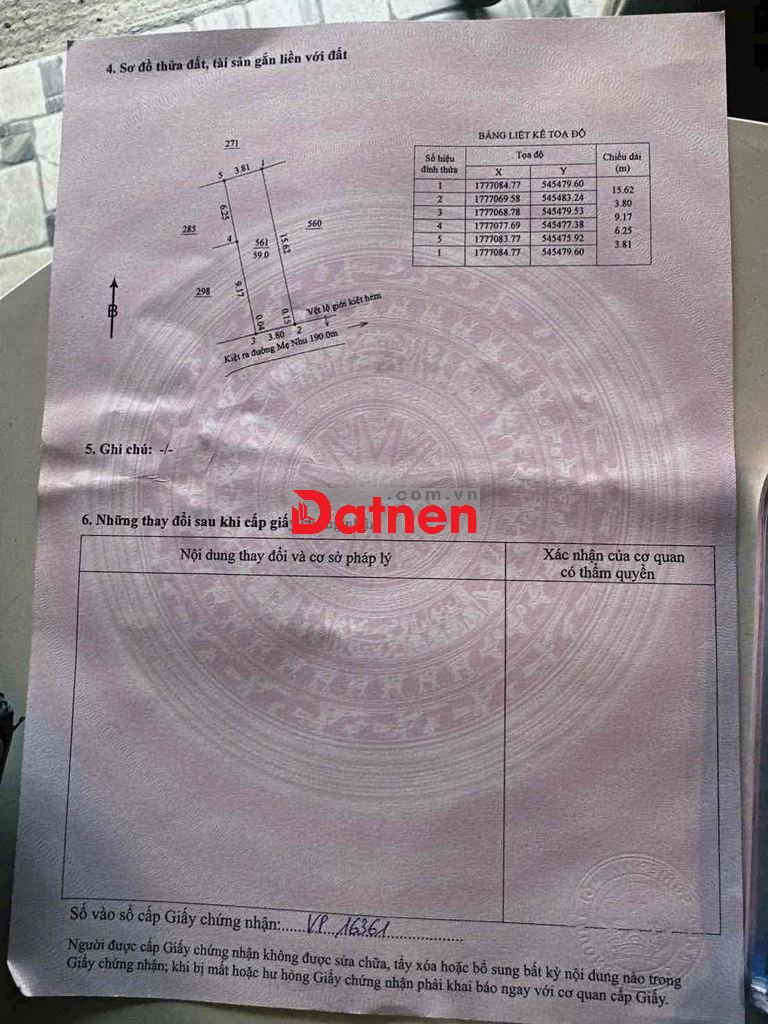 4. Sơ đồ thửa đất, tài sản gắn liền với đất
271
5 3.81 1
6.25
285
4
561
59.0
15.62
560
298
9.17
0.04
0.15
3 3.80 2
Vệt lộ giới kiệt hẻm
Kiệt ra đường Mẹ Nhu 190.0m
B
BẢNG LIỆT KÊ TOẠ ĐỘ
Số hiệu đỉnh thửa Tọa độ Chiều dài (m)
X Y
1 1777084.77 545479.60
15.62
2 1777069.58 545483.24
3.80
3 1777068.78 545479.53
9.17
4 1777077.69 545477.38
6.25
5 1777083.77 545475.92
3.81
1 1777084.77 545479.60
5. Ghi chú: -/-
.com.vn
Datnen
6. Những thay đổi sau khi cấp giấy
Nội dung thay đổi và cơ sở pháp lý
Xác nhận của cơ quan
có thẩm quyền
Số vào sổ cấp Giấy chứng nhận:......VP 16361....................
Người được cấp Giấy chứng nhận không được sửa chữa, tẩy xóa hoặc bổ sung bất kỳ nội dung nào trong
Giấy chứng nhận; khi bị mất hoặc hư hỏng Giấy chứng nhận phải khai báo ngay với cơ quan cấp Giấy.